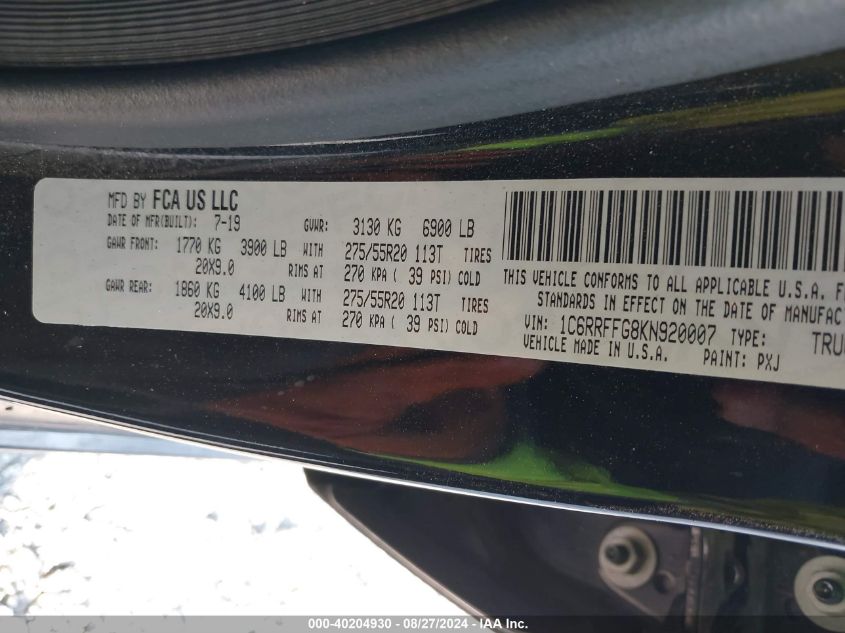 MFD BY FCA US LLC
DATE OF MFR(BUILT): 7-19 GVWR: 3130 KG 6900 LB
GAWR FRONT: 1770 KG 3900 LB WITH 275/55R20 113T TIRES
20X9.0 RIMS AT 270 KPA ( 39 PSI) COLD
GAWR REAR: 1860 KG 4100 LB WITH 275/55R20 113T TIRES
20X9.0 RIMS AT 270 KPA ( 39 PSI) COLD
THIS VEHICLE CONFORMS TO ALL APPLICABLE U.S.A.
STANDARDS IN EFFECT ON THE DATE OF
VIN: 1C6RRFFG8KN920007 TYPE:
VEHICLE MADE IN U.S.A. PAINT: PXJ
000-40204930 - 08/27/2024 - IAA Inc.